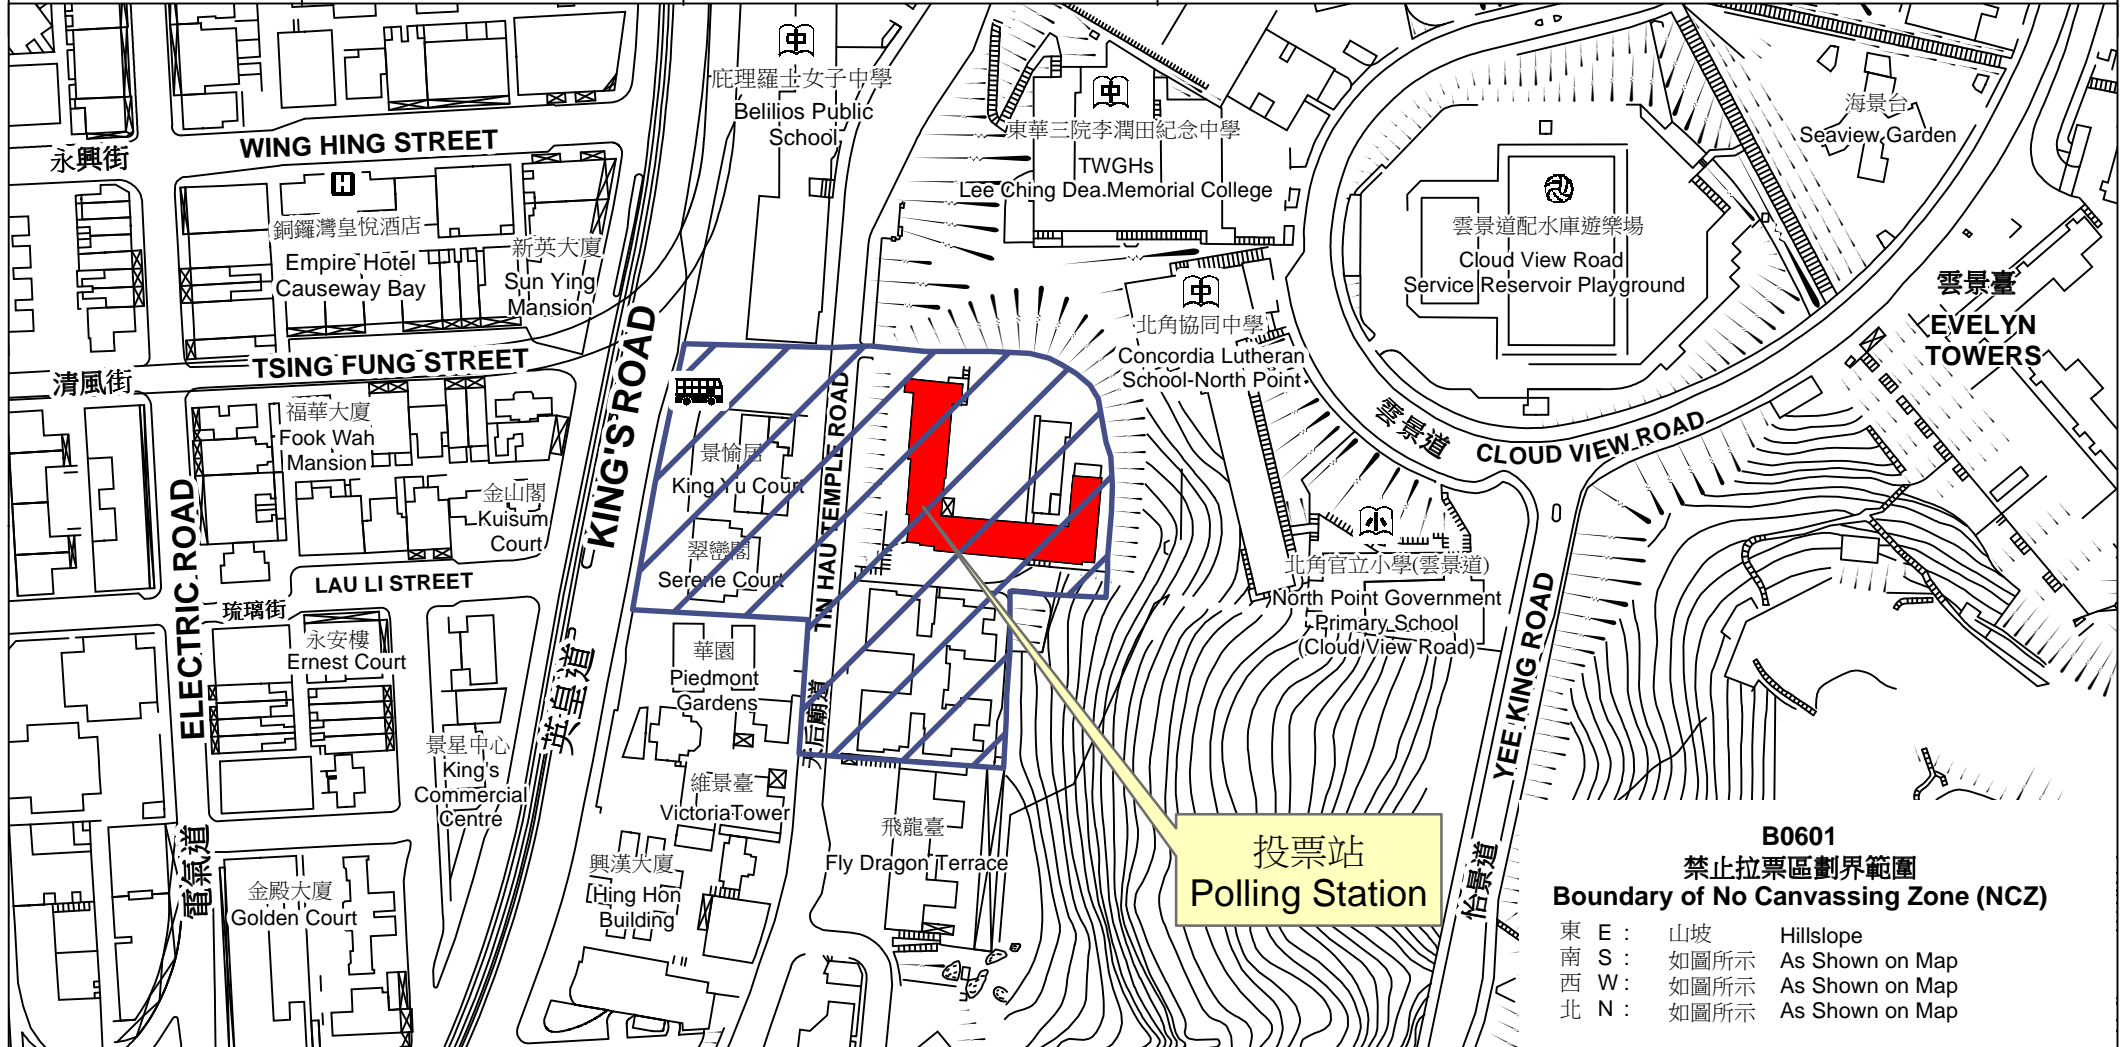 庇理羅士女子中學
Belilios Public
School
中
東華三院李潤田紀念中學
TWGHs
Lee Ching Dea.Memorial College
中
海景台
Seaview Garden
永興街
WING HING STREET
H
銅鑼灣皇悅酒店
Empire Hotel
Causeway Bay
新英大廈
Sun Ying
Mansion
雲景道配水庫遊樂場
Cloud View Road
Service Reservoir Playground
雲景臺
EVELYN
TOWERS
中
北角協同中學
Concordia Lutheran
School-North Point
清風街
TSING FUNG STREET
KING'S ROAD
英皇道
福華大廈
Fook Wah
Mansion
金山閣
Kuisum
Court
景愉居
King Yu Court
翠巒閣
Serene Court
TIN HAU TEMPLE ROAD
天后廟道
雲景道
CLOUD VIEW ROAD
小
北角官立小學(雲景道)
North Point Government
Primary School
(Cloud View Road)
ELECTRIC ROAD
電氣道
LAU LI STREET
琉璃街
永安樓
Ernest Court
華園
Piedmont
Gardens
景星中心
King's
Commercial
Centre
維景臺
VictoriaTower
飛龍臺
Fly Dragon Terrace
興漢大廈
Hing Hon
Building
金殿大廈
Golden Court
YEE KING ROAD
怡景道
投票站
Polling Station
B0601
禁止拉票區劃界範圍
Boundary of No Canvassing Zone (NCZ)
東 E : 山坡 Hillslope
南 S : 如圖所示 As Shown on Map
西 W : 如圖所示 As Shown on Map
北 N : 如圖所示 As Shown on Map